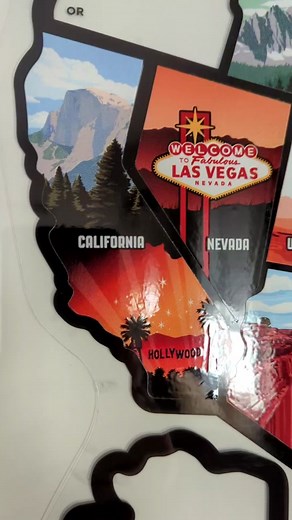 OR
WELCOME
TO Fabulous
LAS VEGAS
NEVADA
CALIFORNIA
NEVADA
U
HOLLYWOOD